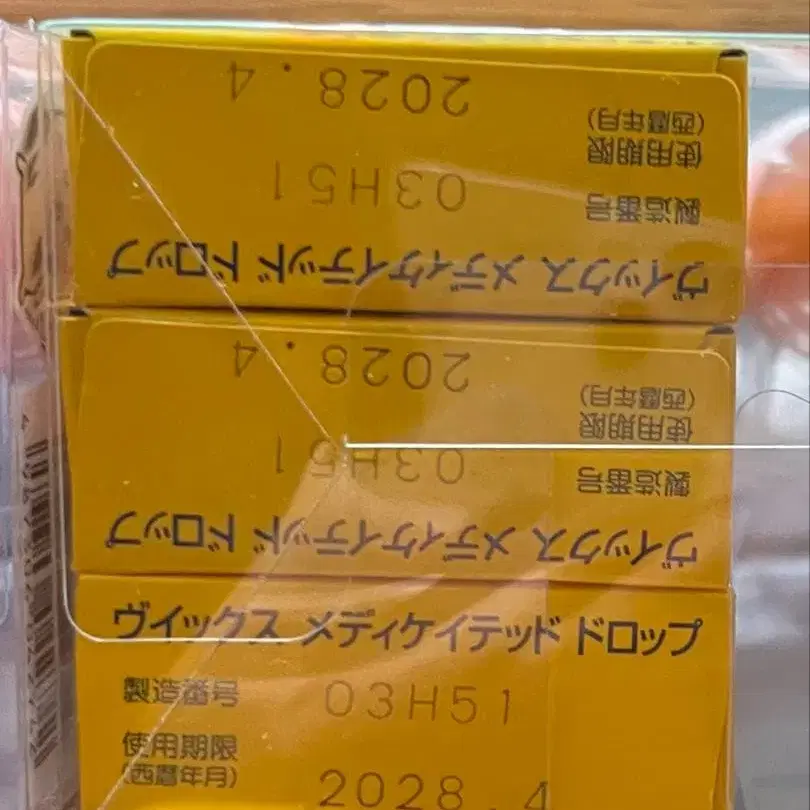 ヴイックス メディケイテッド ドロップ
製造番号 03H51
使用期限
(西暦年月) 2028.4
ヴイックス メディケイテッド ドロップ
製造番号 03H51
使用期限
(西暦年月) 2028.4
ヴイックス メディケイテッド ドロップ
製造番号 03H51
使用期限
(西暦年月) 2028.4